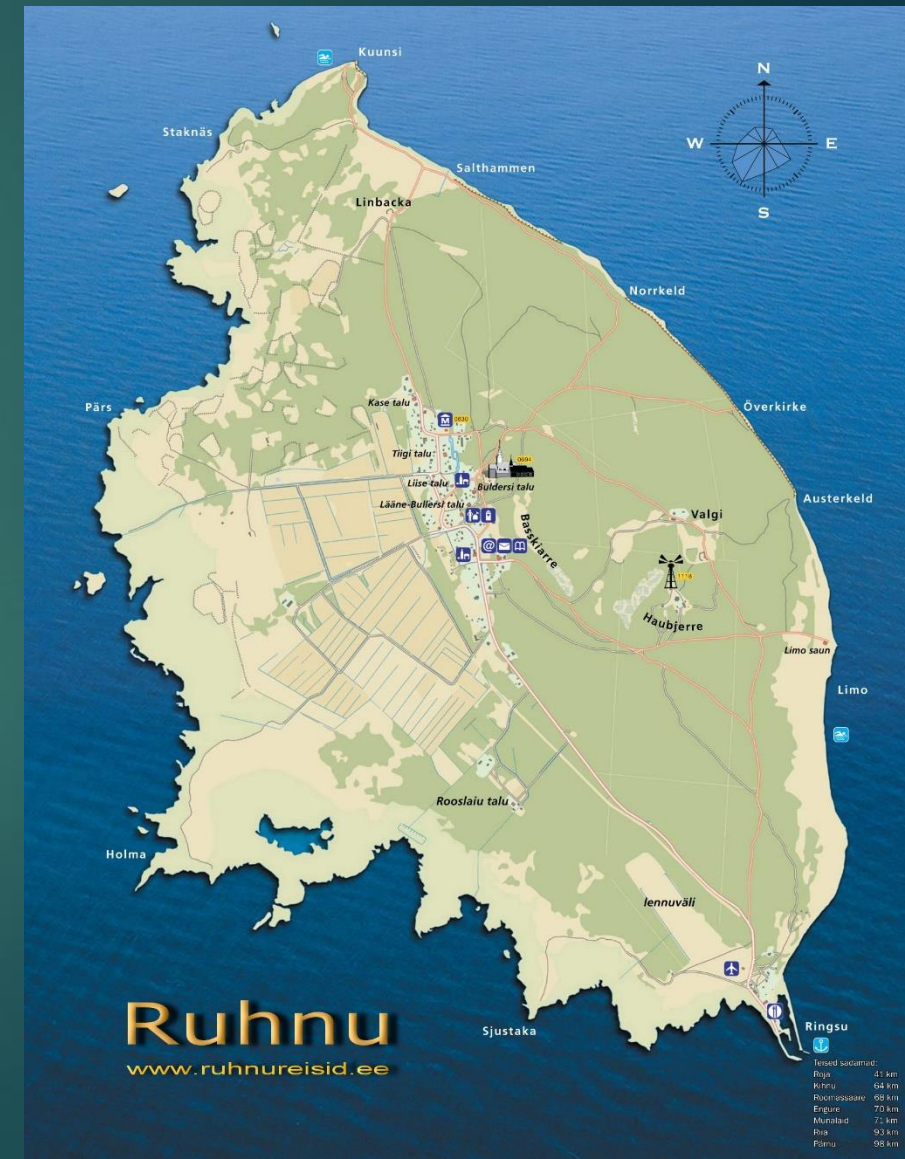 Kuunsi
N
Staknäs
W
E
Salthammen
S
Linbacka
Norrkeld
Kase talu
Pärs
M
0630
Överkirke
Tiigi talu
0694
Liise talu
Buldersi talu
Austerkeld
Lääne-Bullersi talu
Valgi
Basskiarre
@
1116
Haubjerre
Limo saun
Limo
Rooslaiu talu
Holma
lennuväli
Ruhnu
Sjustaka
Ringsu
www.ruhnureisid.ee
Teised sadamad:
Roja 41 km
Kihnu 64 km
Roomassaare 68 km
Engure 70 km
Munalaid 71 km
Riia 93 km
Pärnu 98 km